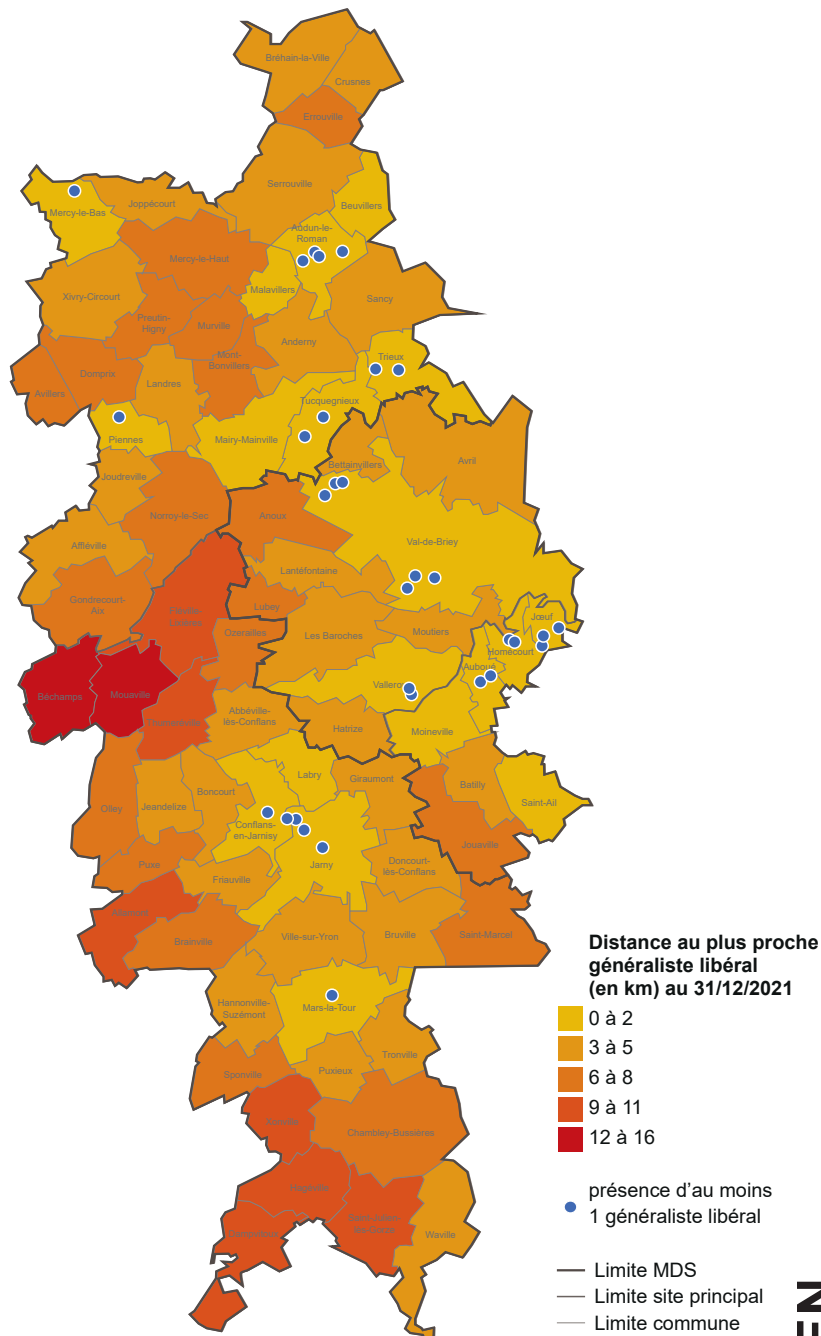 Bréhain-la-Ville
Crusnes
Errouville
Serrouville
Beuvillers
Mercy-le-Bas
Joppécourt
Audun-le-
Roman
Mercy-le-Haut
Malavillers
Xivry-Circourt
Sancy
Preutin-
Higny
Murville
Anderny
Mont-
Bonvillers
Trieux
Domprix
Landres
Avillers
Tucquegnieux
Piennes
Mairy-Mainville
Bettainvillers
Avril
Joudreville
Norroy-le-Sec
Anoux
Val-de-Briey
Affléville
Lantéfontaine
Gondrecourt-
Aix
Lubey
Jœuf
Ozerailles
Les Baroches
Moutiers
Homécourt
Auboué
Valleroy
Béchamps
Mouaville
Abbéville-
lès-Conflans
Hatrize
Moineville
Labry
Giraumont
Batilly
Saint-Ail
Olley
Jeandelize
Boncourt
Conflans-
en-Jarnisy
Jouaville
Puxe
Jarny
Doncourt-
lès-Conflans
Friauville
Brainville
Ville-sur-Yron
Bruville
Saint-Marcel
Hannonville-
Suzémont
Mars-la-Tour
Tronville
Sponville
Puxieux
Chambley-Bussières
Waville
Distance au plus proche
généraliste libéral
(en km) au 31/12/2021
0 à 2
3 à 5
6 à 8
9 à 11
12 à 16
présence d’au moins
1 généraliste libéral
Limite MDS
Limite site principal
Limite commune
EN